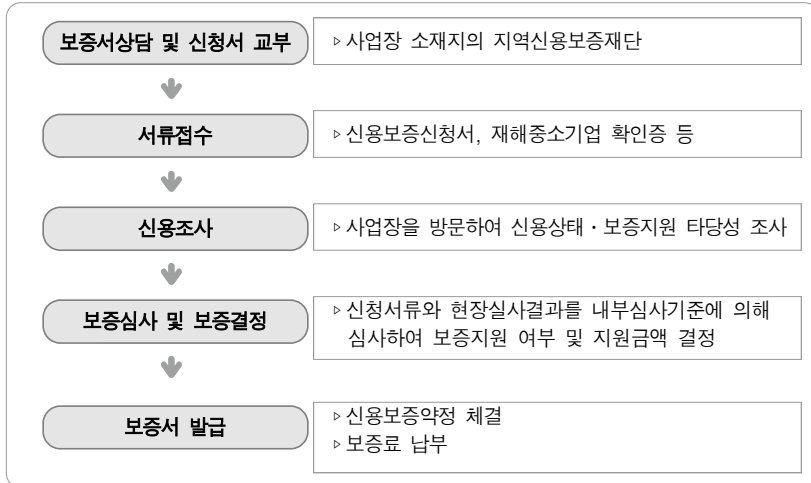 보증서상담 및 신청서 교부
▹사업장 소재지의 지역신용보증재단
서류접수
▹신용보증신청서, 재해중소기업 확인증 등
신용조사
▹사업장을 방문하여 신용상태·보증지원 타당성 조사
보증심사 및 보증결정
▹신청서류와 현장실사결과를 내부심사기준에 의해
심사하여 보증지원 여부 및 지원금액 결정
보증서 발급
▹신용보증약정 체결
▹보증료 납부